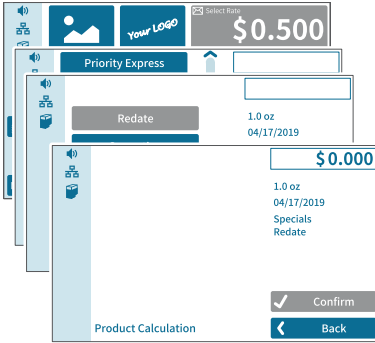 Your LOGO
Select Rate
$0.500
Priority Express
Redate
1.0 oz
04/17/2019
$0.000
1.0 oz
04/17/2019
Specials
Redate
Confirm
Product Calculation
Back